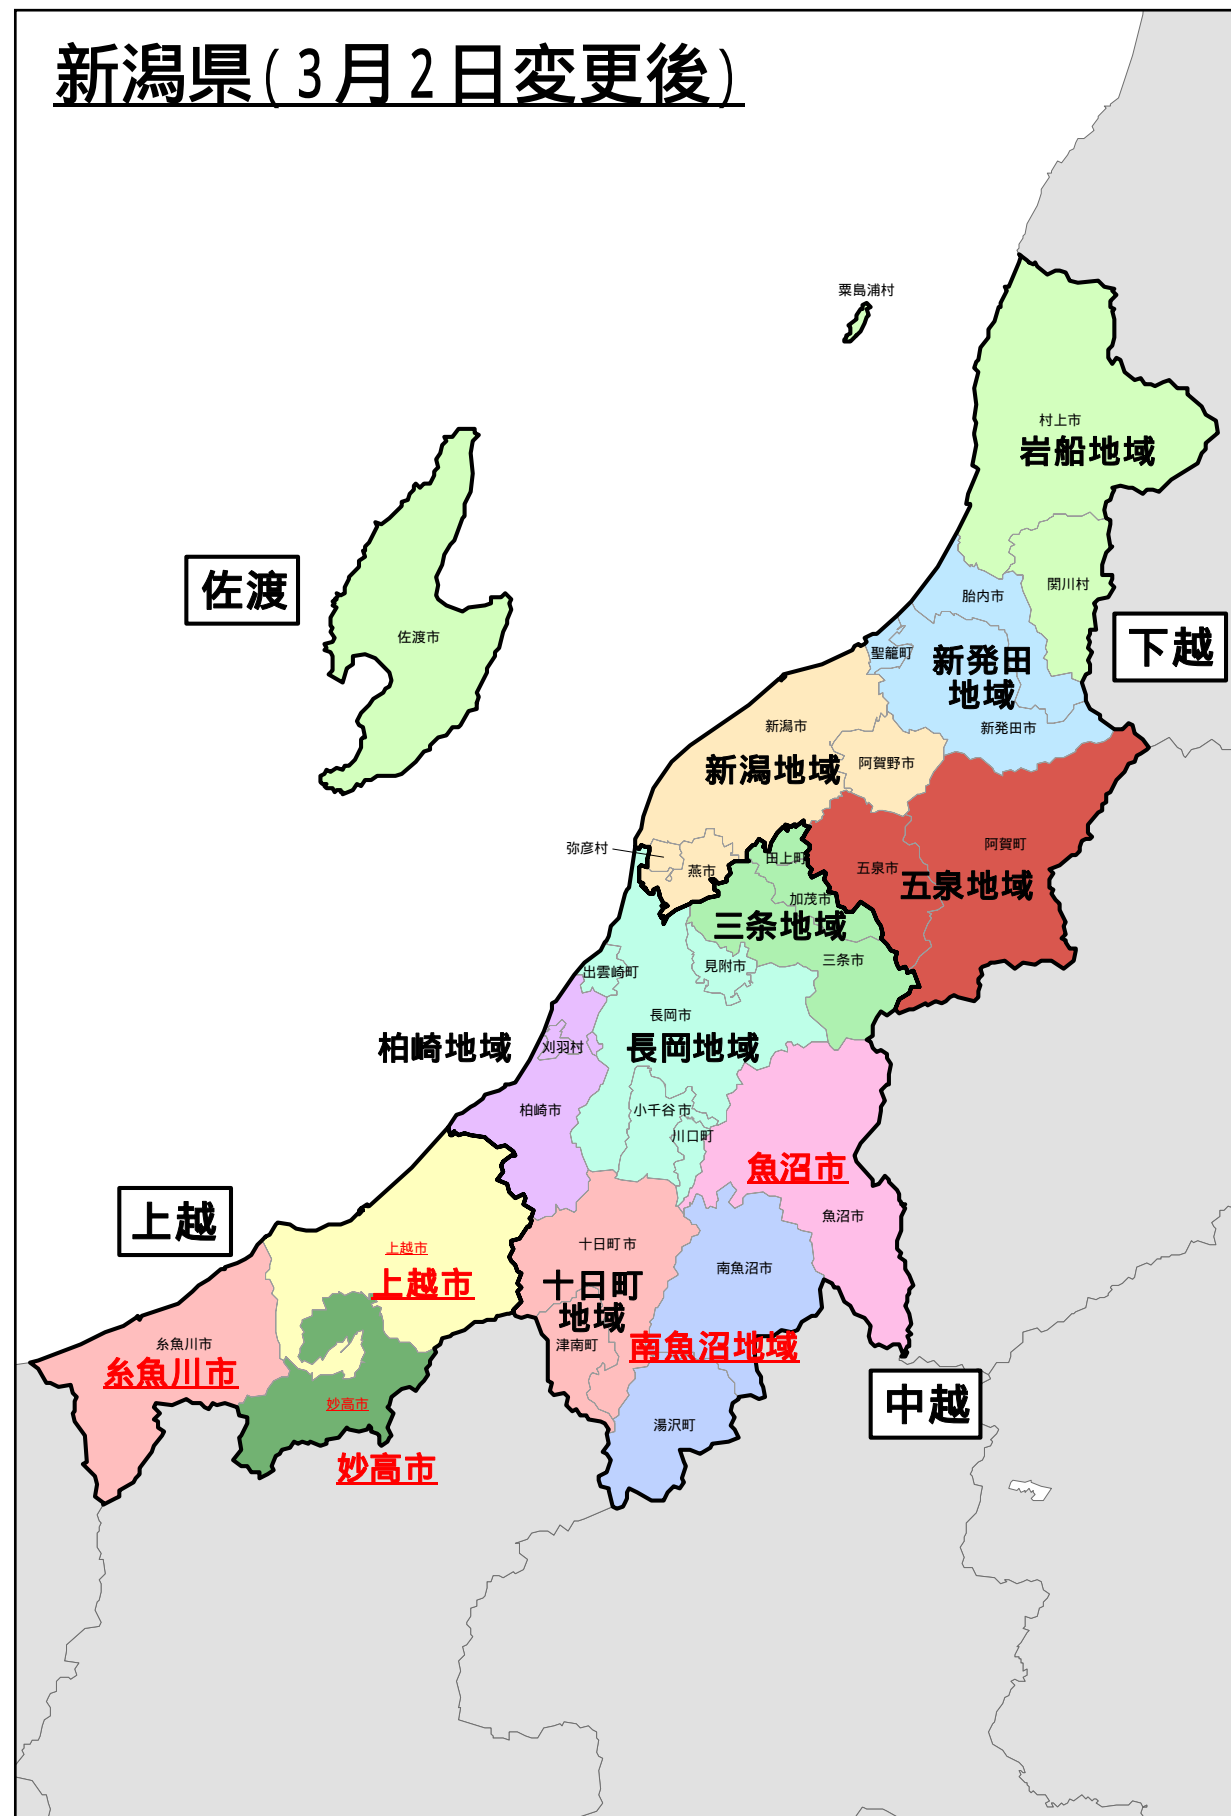 新潟県(3月2日変更後)
粟島浦村
村上市
岩船地域
佐渡
関川村
胎内市
佐渡市
下越
聖籠町
新発田
地域
新潟市
新発田市
新潟地域
阿賀野市
弥彦村
燕市
田上町
阿賀町
五泉市
五泉地域
加茂市
三条地域
三条市
見附市
出雲崎町
長岡市
柏崎地域
刈羽村
長岡地域
柏崎市
小千谷市
川口町
魚沼市
上越
魚沼市
十日町市
上越市
上越市
南魚沼市
十日町
地域
糸魚川市
津南町
南魚沼地域
糸魚川市
妙高市
中越
湯沢町
妙高市